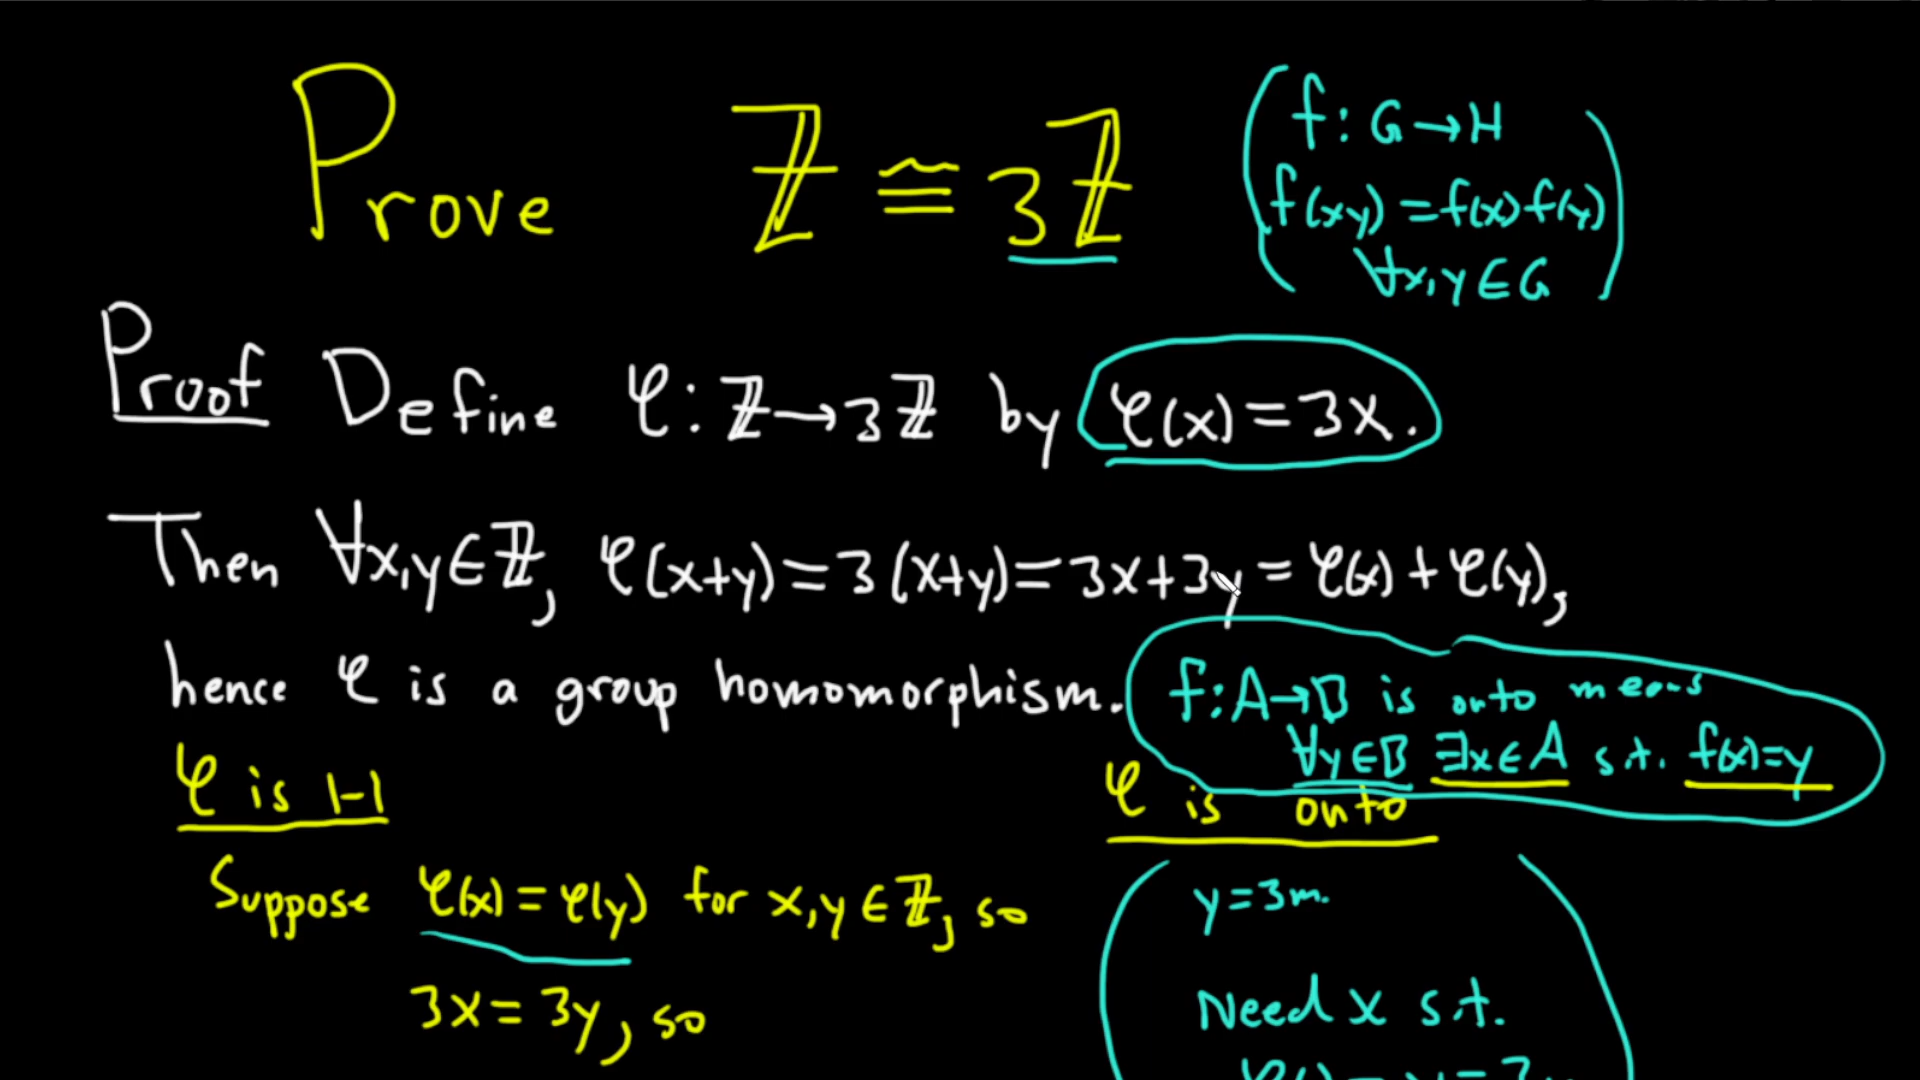 Prove ℤ ≅ 3ℤ
(f: G→H
f(xy) = f(x)f(y)
∀x,y∈G)
Proof Define φ: ℤ→3ℤ by φ(x) = 3x.
Then ∀x,y∈ℤ, φ(x+y) = 3(x+y) = 3x+3y = φ(x) + φ(y),
hence φ is a group homomorphism.
f: A→B is onto means
∀y∈B ∃x∈A s.t. f(x)=y
φ is 1-1
Suppose φ(x) = φ(y) for x,y ∈ ℤ, so
3x = 3y, so
φ is onto
(y = 3m.
Need x s.t.